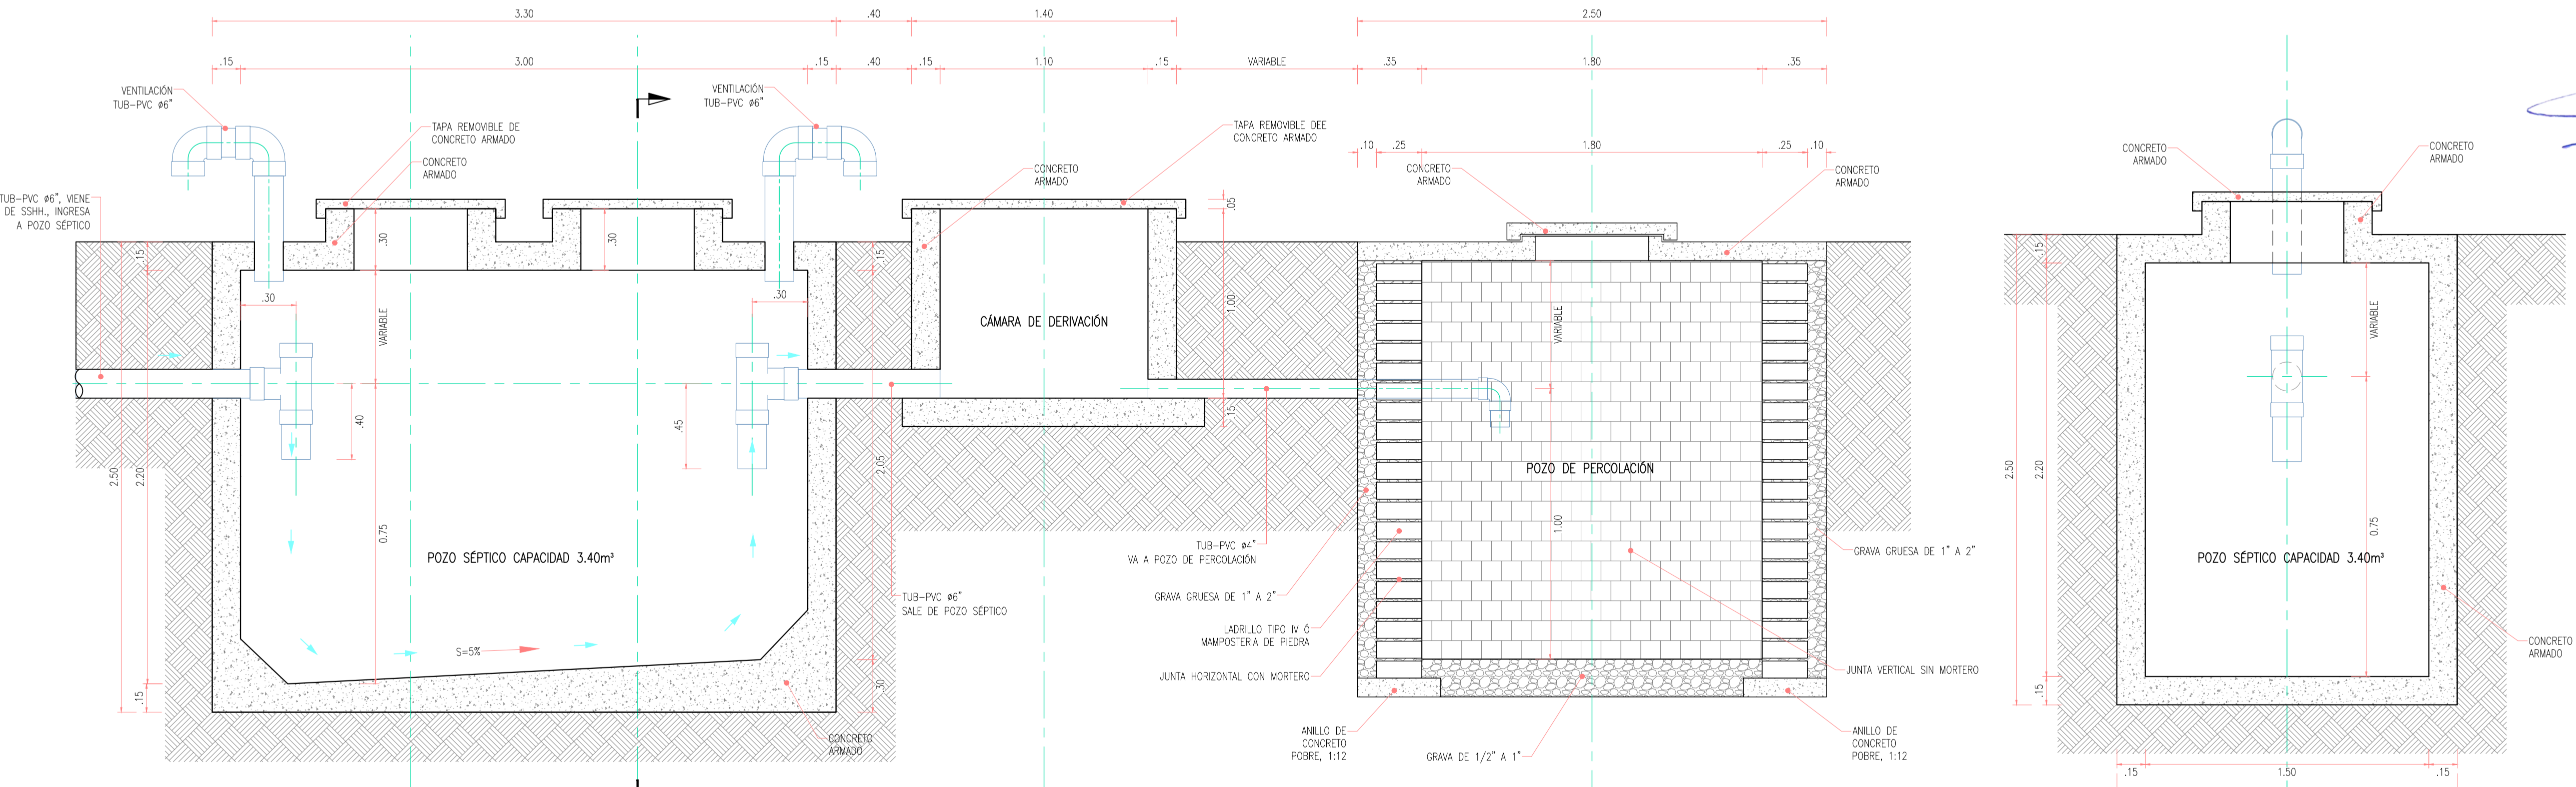 3.30
.40
1.40
2.50
.15
3.00
.15
.40
.15
1.10
.15
VARIABLE
.35
1.80
.35
VENTILACIÓN
TUB-PVC ø6"
VENTILACIÓN
TUB-PVC ø6"
TAPA REMOVIBLE DE
CONCRETO ARMADO
CONCRETO
ARMADO
TAPA REMOVIBLE DEE
CONCRETO ARMADO
CONCRETO
ARMADO
.10
.25
1.80
.25
.10
CONCRETO
ARMADO
CONCRETO
ARMADO
CONCRETO
ARMADO
CONCRETO
ARMADO
TUB-PVC ø6", VIENE
DE SSHH., INGRESA
A POZO SÉPTICO
.05
.30
.30
.15
.15
.15
.30
.30
1.00
VARIABLE
VARIABLE
VARIABLE
CÁMARA DE DERIVACIÓN
.40
.45
.15
2.50
2.20
2.05
0.75
POZO SÉPTICO CAPACIDAD 3.40m³
POZO DE PERCOLACIÓN
1.00
2.50
2.20
0.75
POZO SÉPTICO CAPACIDAD 3.40m³
TUB-PVC ø4"
VA A POZO DE PERCOLACIÓN
GRAVA GRUESA DE 1" A 2"
GRAVA GRUESA DE 1" A 2"
TUB-PVC ø6"
SALE DE POZO SÉPTICO
LADRILLO TIPO IV Ó
MAMPOSTERIA DE PIEDRA
S=5%
JUNTA HORIZONTAL CON MORTERO
JUNTA VERTICAL SIN MORTERO
CONCRETO
ARMADO
.15
.30
.15
CONCRETO
ARMADO
ANILLO DE
CONCRETO
POBRE, 1:12
GRAVA DE 1/2" A 1"
ANILLO DE
CONCRETO
POBRE, 1:12
.15
1.50
.15